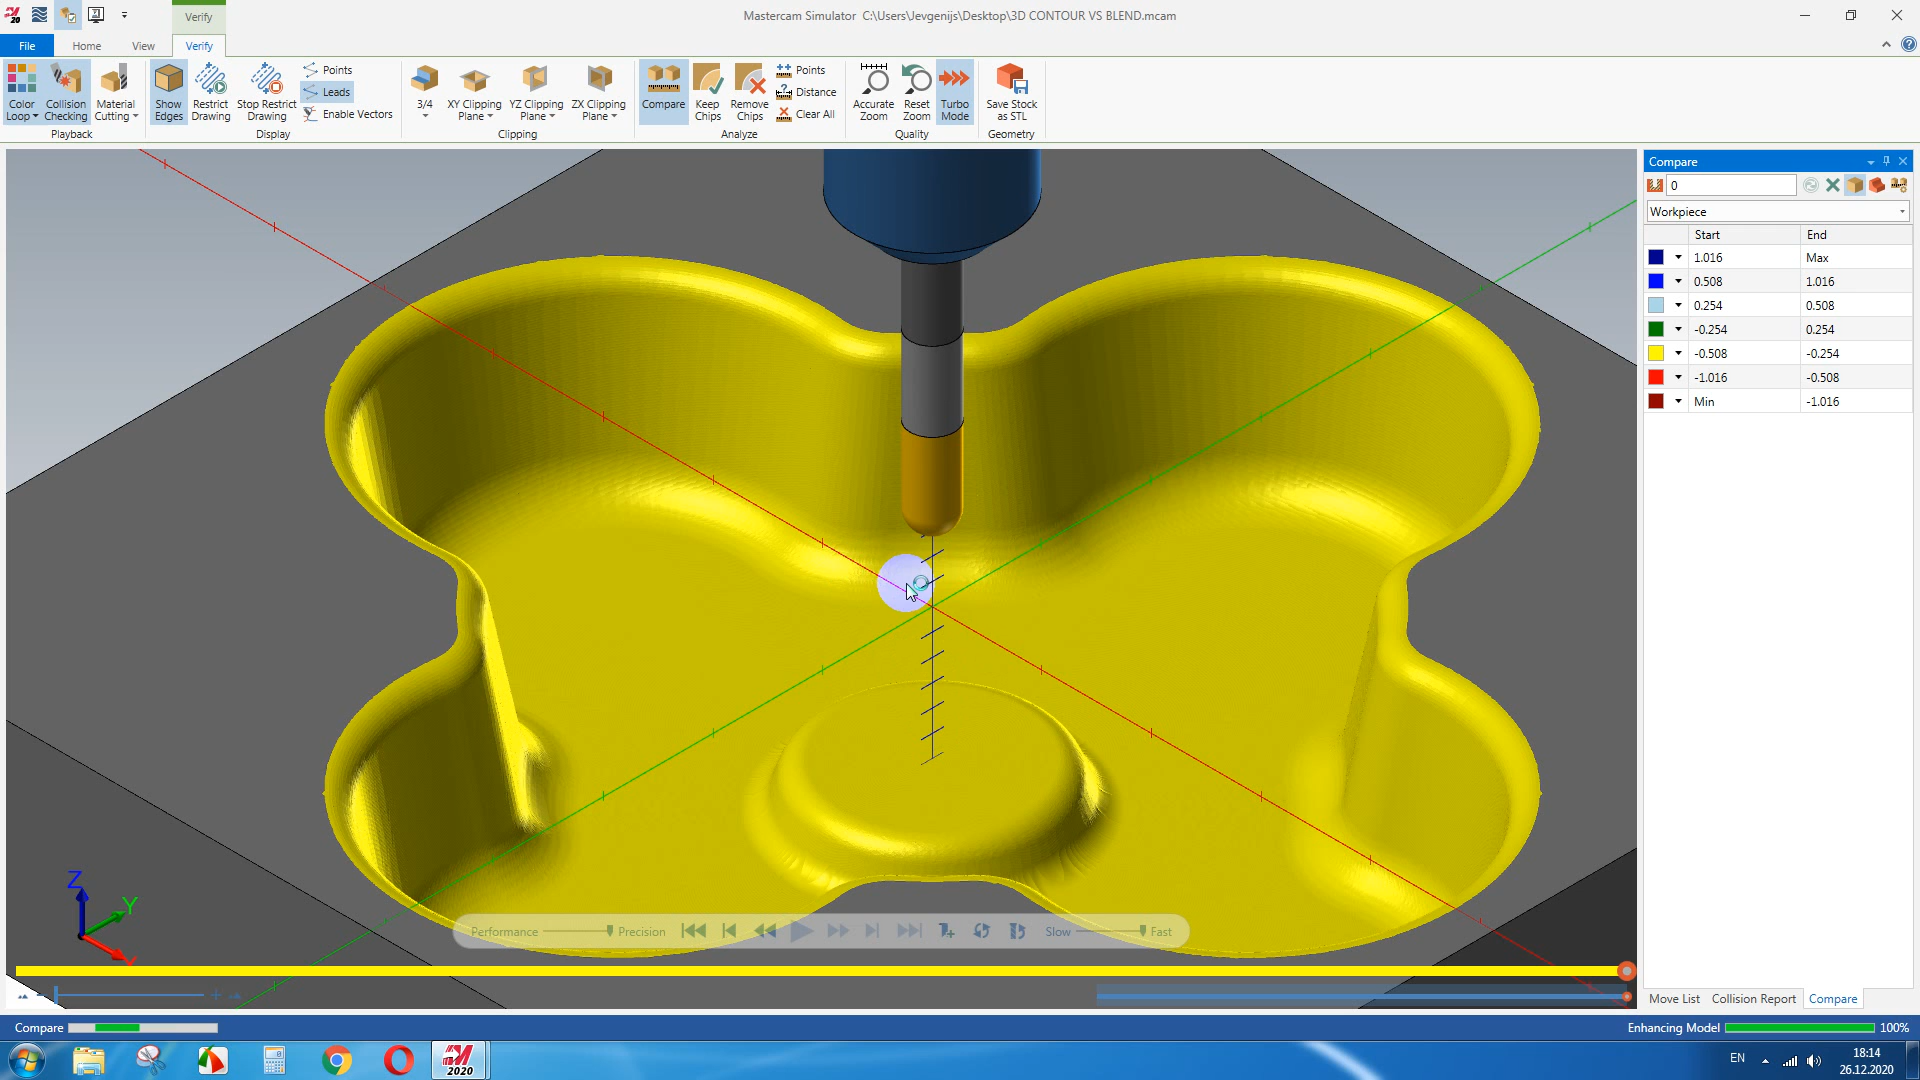 Verify
Mastercam Simulator  C:\Users\Jevgenijs\Desktop\3D CONTOUR VS BLEND.mcam
File
Home
View
Verify
Color Loop
Collision Checking
Material Cutting
Playback
Show Edges
Restrict Drawing
Stop Restrict Drawing
Points
Leads
Enable Vectors
Display
3/4
XY Clipping Plane
YZ Clipping Plane
ZX Clipping Plane
Clipping
Compare
Keep Chips
Remove Chips
Points
Distance
Clear All
Analyze
Accurate Zoom
Reset Zoom
Turbo Mode
Quality
Save Stock as STL
Geometry
Compare
0
Workpiece
Start End
1.016 Max
0.508 1.016
0.254 0.508
-0.254 0.254
-0.508 -0.254
-1.016 -0.508
Min -1.016
Z
Y
Performance
Precision
Slow
Fast
Move List Collision Report Compare
Compare
Enhancing Model 100%
2020
EN
18:14
26.12.2020